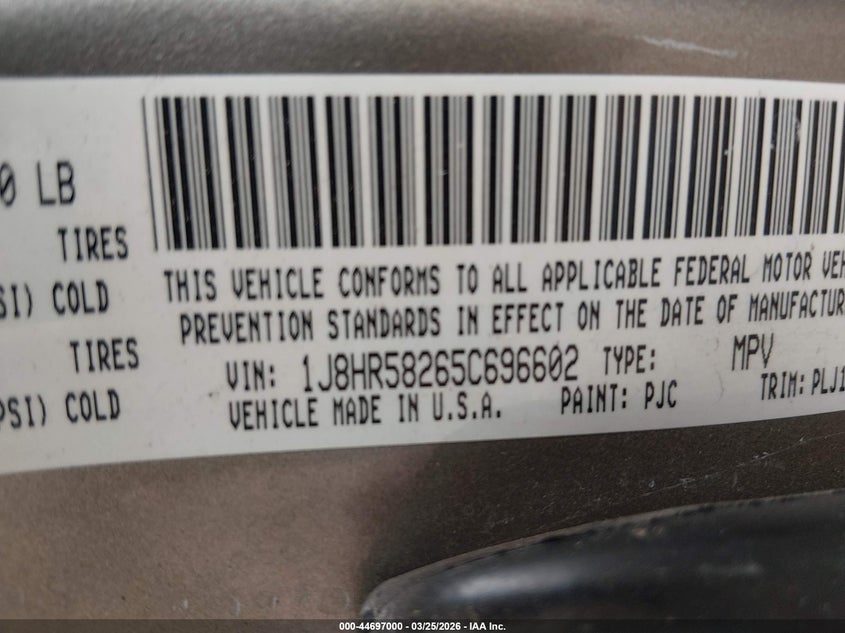 0 LB
TIRES
SI) COLD
TIRES
PSI) COLD
THIS VEHICLE CONFORMS TO ALL APPLICABLE FEDERAL MOTOR VEH
PREVENTION STANDARDS IN EFFECT ON THE DATE OF MANUFACTUR
VIN: 1J8HR58265C696602 TYPE: MPV
VEHICLE MADE IN U.S.A. PAINT: PJC TRIM: PLJ1
000-44697000 - 03/25/2026 - IAA Inc.